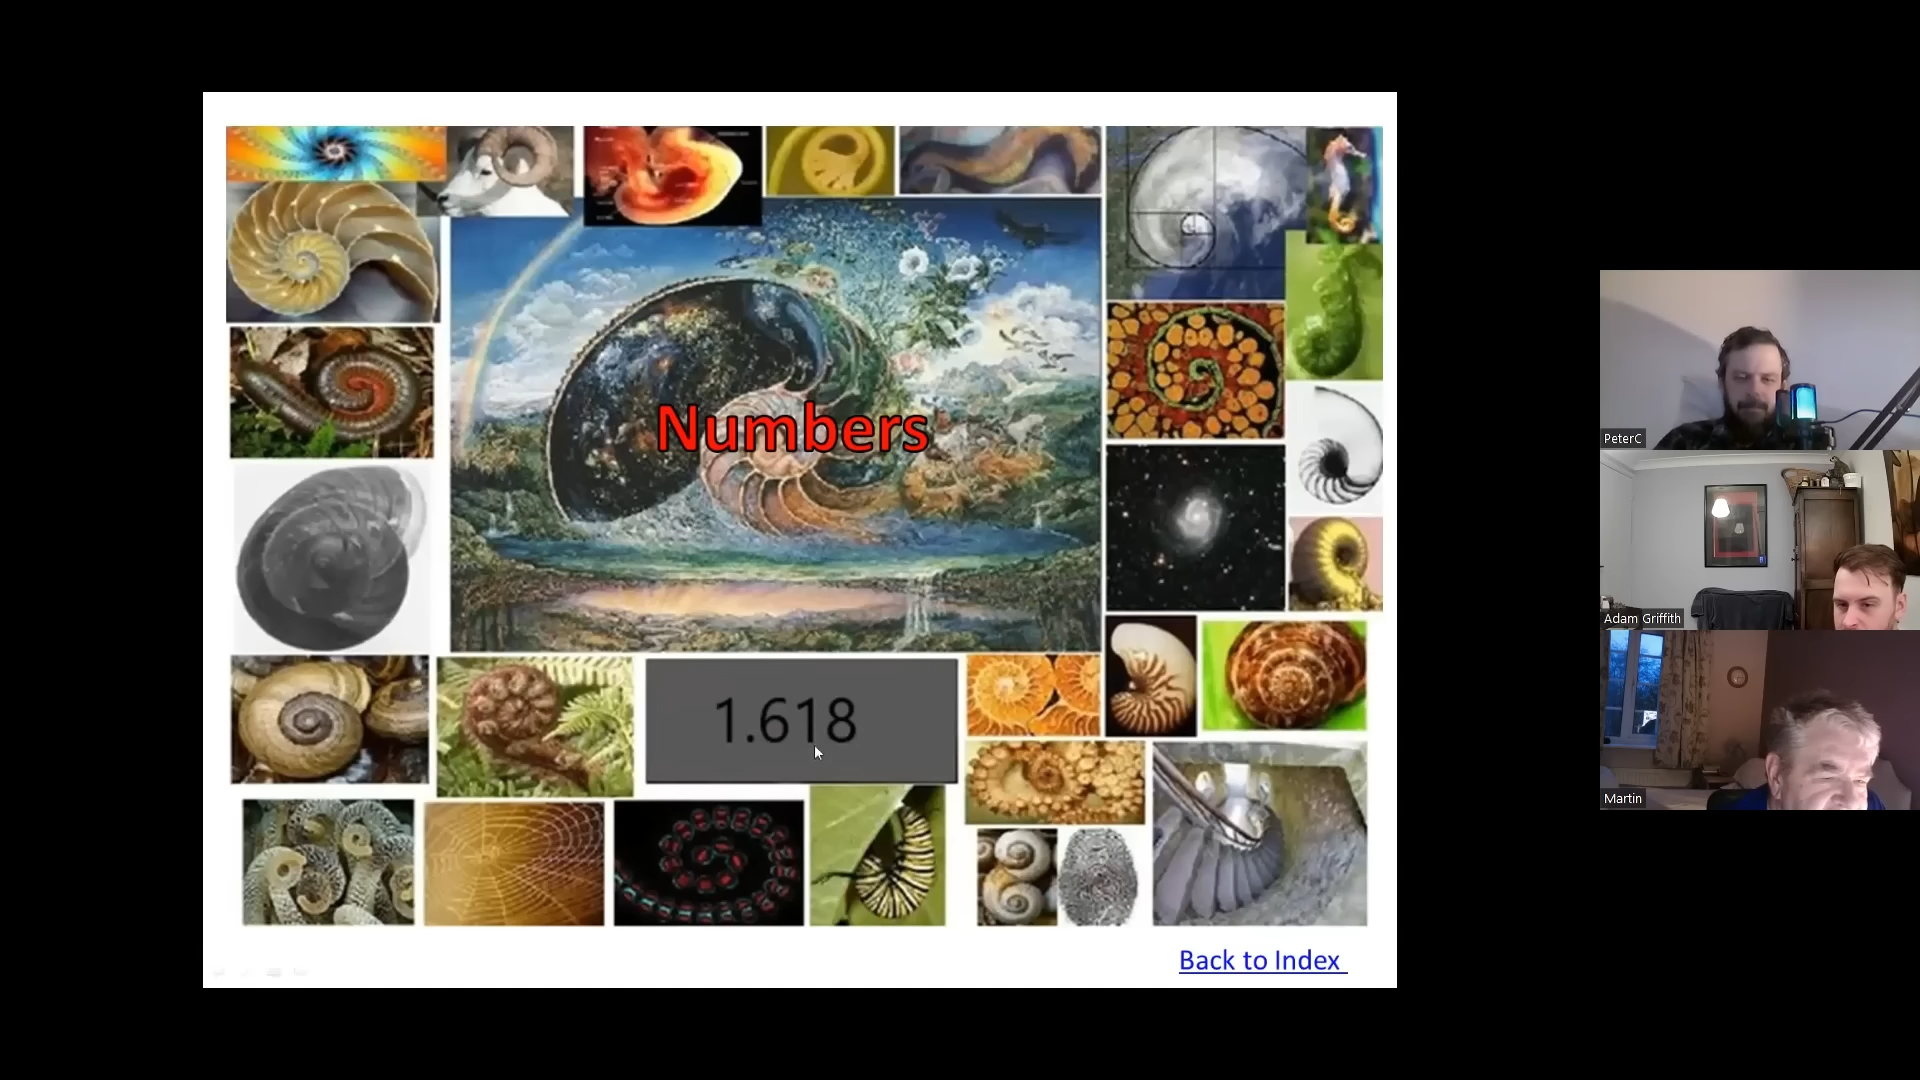 Numbers
1.618
Back to Index
PeterC
Adam Griffith
Martin